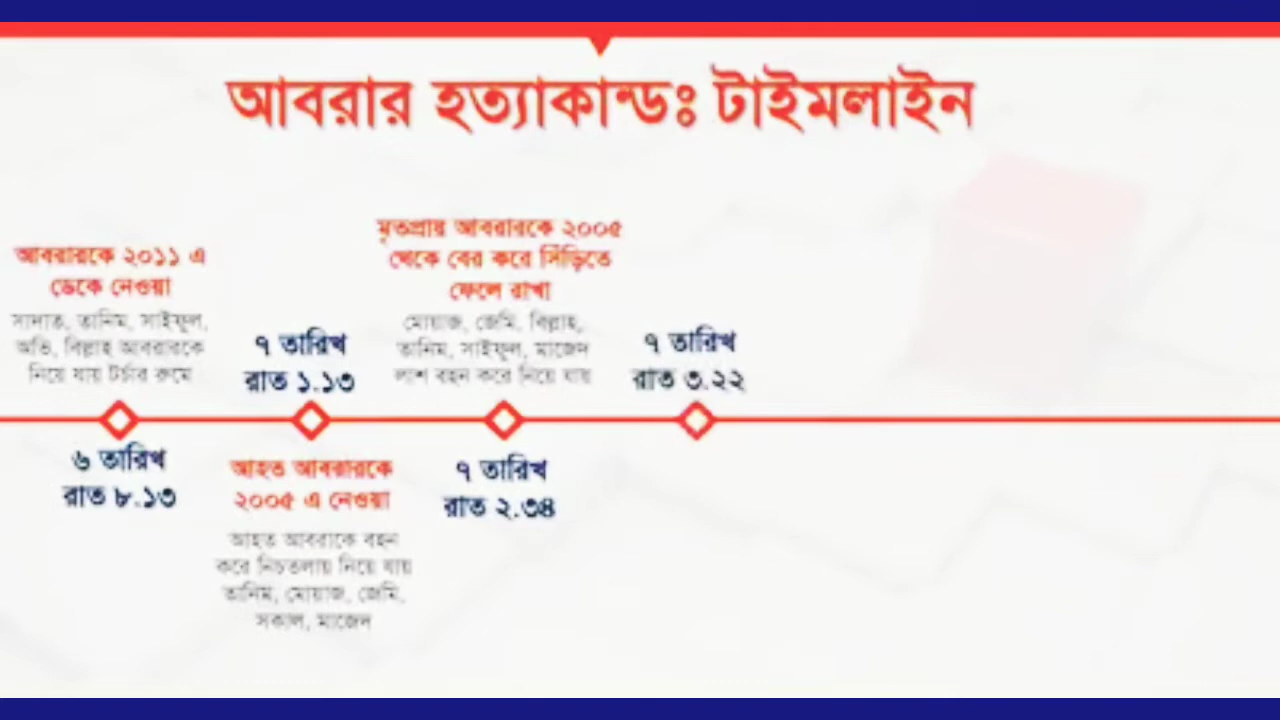 আবরার হত্যাকান্ডঃ টাইমলাইন
আবরারকে ২০১১ এ
ডেকে নেওয়া
সাদাত, তানিম, সাইফুল,
অভি, বিল্লাহ আবরারকে
নিয়ে যায় টর্চার রুমে
৬ তারিখ
রাত ৮.১৩
৭ তারিখ
রাত ১.১৩
আহত আবরারকে
২০০৫ এ নেওয়া
আহত আবরাকে বহন
করে নিচতলায় নিয়ে যায়
তানিম, মোয়াজ, জেমি,
সকাল, মাজেদ
মৃতপ্রায় আবরারকে ২০০৫
থেকে বের করে সিঁড়িতে
ফেলে রাখা
মোয়াজ, জেমি, বিল্লাহ,
তানিম, সাইফুল, মাজেদ
লাশ বহন করে নিয়ে যায়
৭ তারিখ
রাত ২.৩৪
৭ তারিখ
রাত ৩.২২